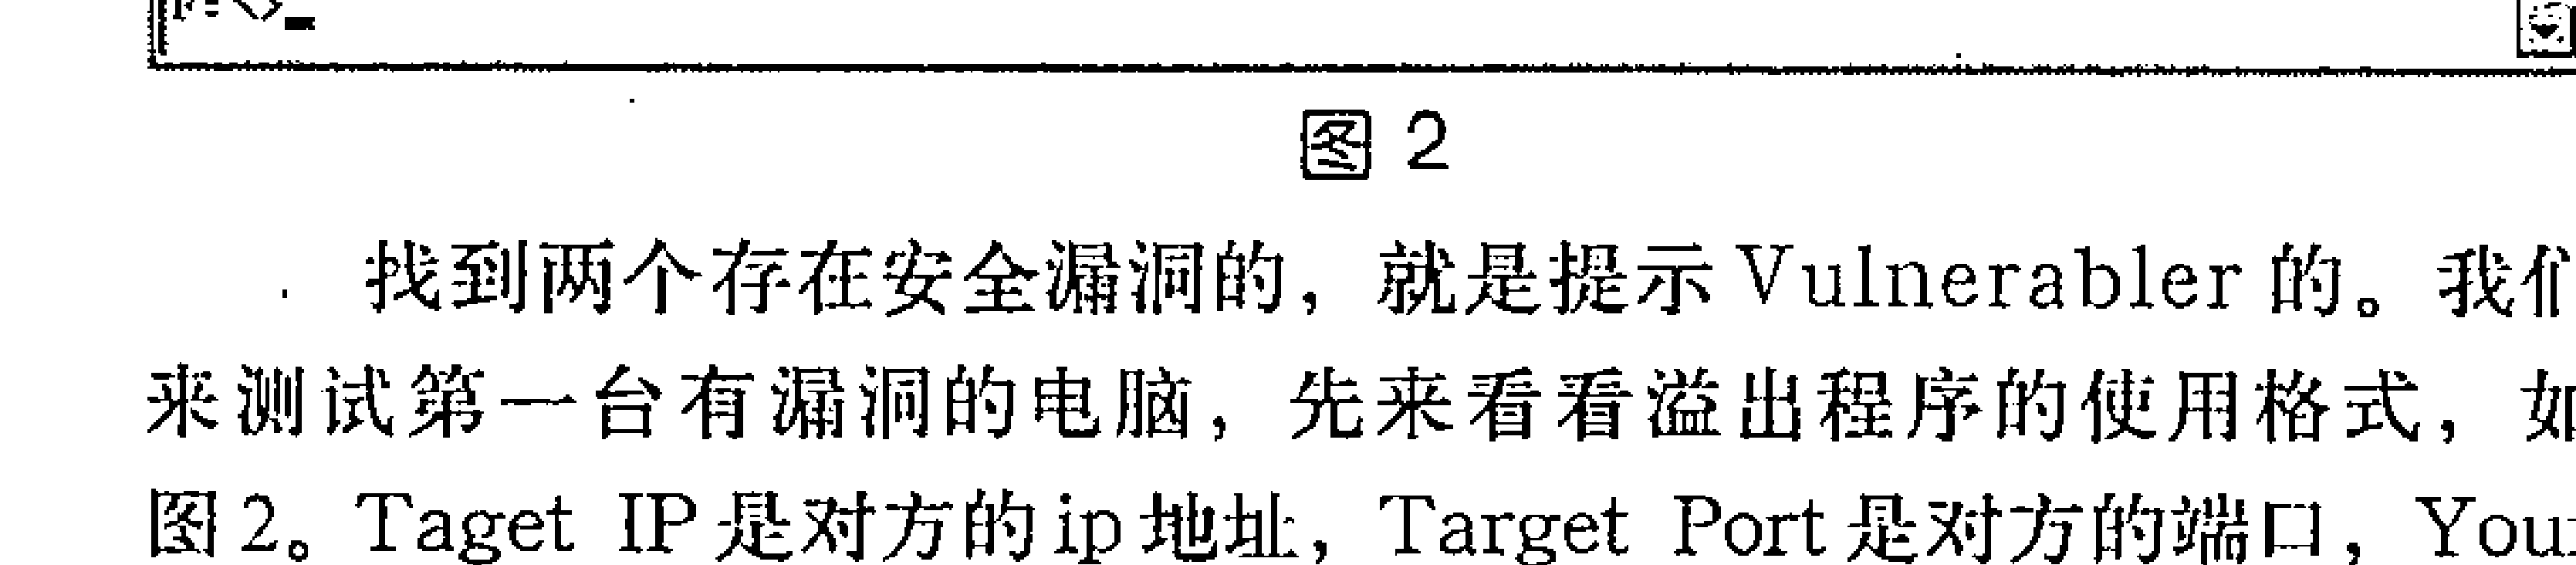 图 2
找到两个存在安全漏洞的，就是提示 Vulnerabler 的。我们
来测试第一台有漏洞的电脑，先来看看溢出程序的使用格式，如
图 2。Taget IP 是对方的 ip 地址，Target Port 是对方的端口，Your